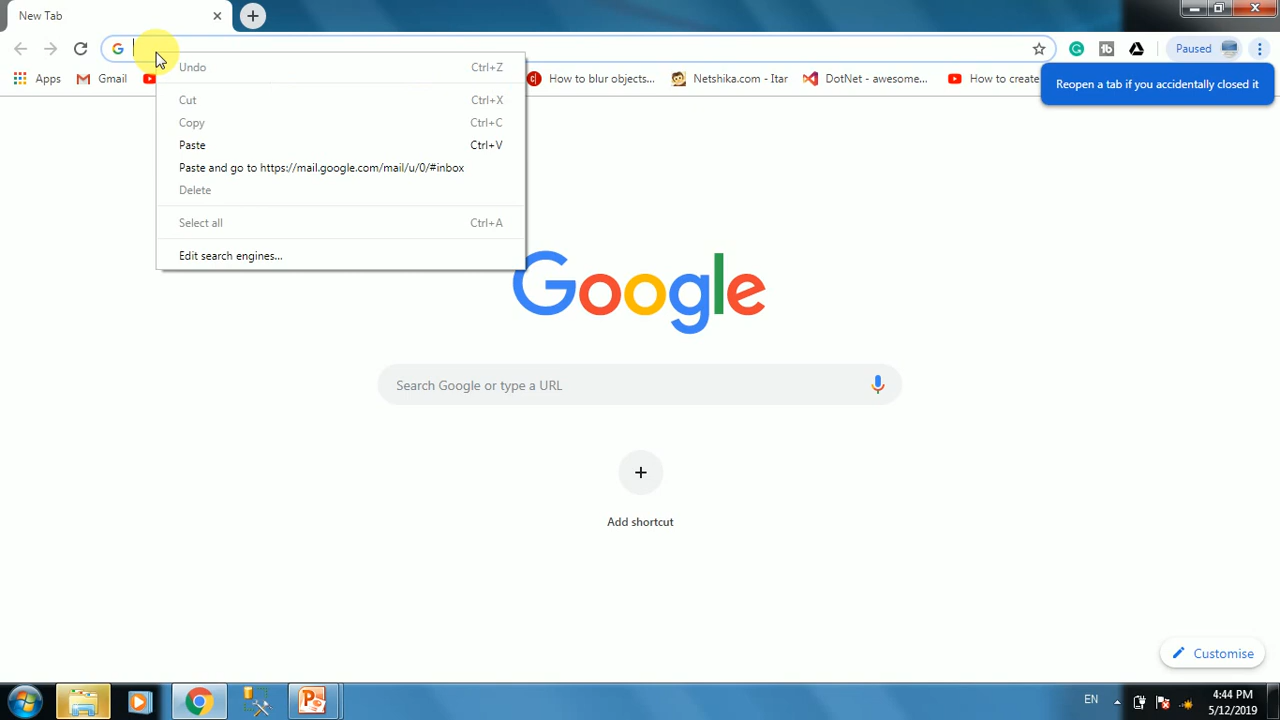 New Tab
Paused
Apps
Gmail
How to blur objects...
Netsikka.com - Itar
DotNet - awesome...
How to create
Reopen a tab if you accidentally closed it
Undo Ctrl+Z
Cut Ctrl+X
Copy Ctrl+C
Paste Ctrl+V
Paste and go to https://mail.google.com/mail/u/0/#inbox
Delete
Select all Ctrl+A
Edit search engines...
Google
Search Google or type a URL
Add shortcut
Customise
EN
4:44 PM
5/12/2019